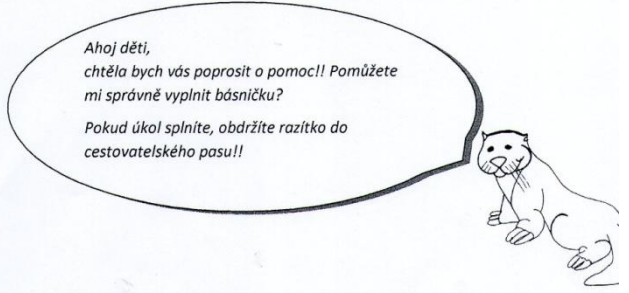 Ahoj děti,
chtěla bych vás poprosit o pomoc!! Pomůžete
mi správně vyplnit básničku?
Pokud úkol splníte, obdržíte razítko do
cestovatelského pasu!!